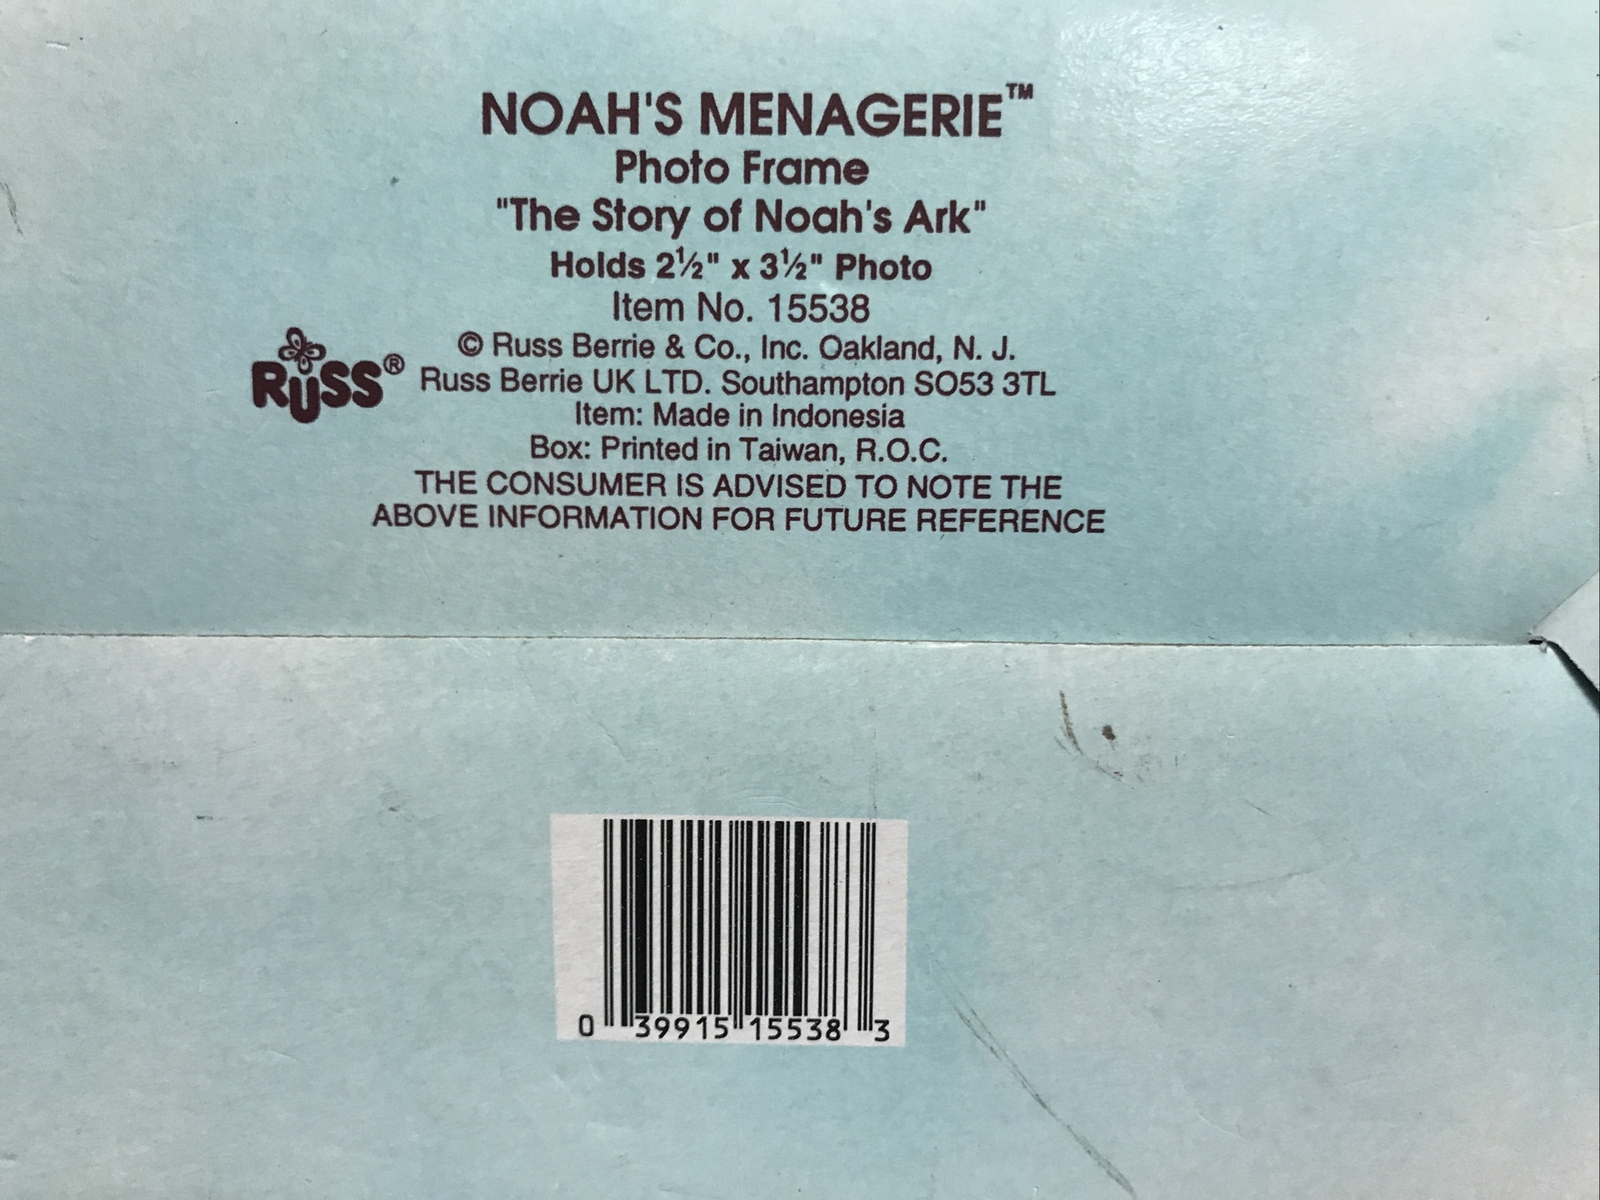 NOAH'S MENAGERIE™
Photo Frame
"The Story of Noah's Ark"
Holds 2½" x 3½" Photo
Item No. 15538
© Russ Berrie & Co., Inc. Oakland, N. J.
RUSS® Russ Berrie UK LTD. Southampton SO53 3TL
Item: Made in Indonesia
Box: Printed in Taiwan, R.O.C.
THE CONSUMER IS ADVISED TO NOTE THE
ABOVE INFORMATION FOR FUTURE REFERENCE
0 39915 15538 3